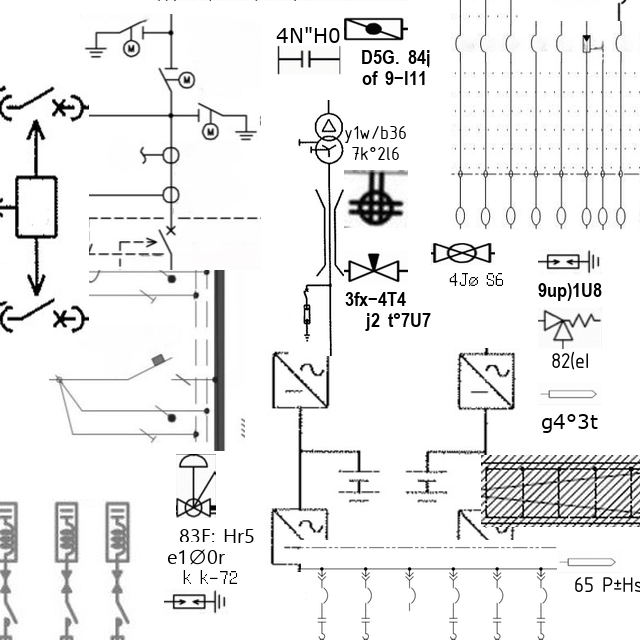 4N"H0
D5G. 84j
of 9-I11
M
M
M
y1w/b36
7k°2l6
4Jø S6
9up)1U8
3fx-4T4
j2 t°7U7
82(el
g4°3t
83F: Hr5
e1∅0r
k k-72
65 P±Hs